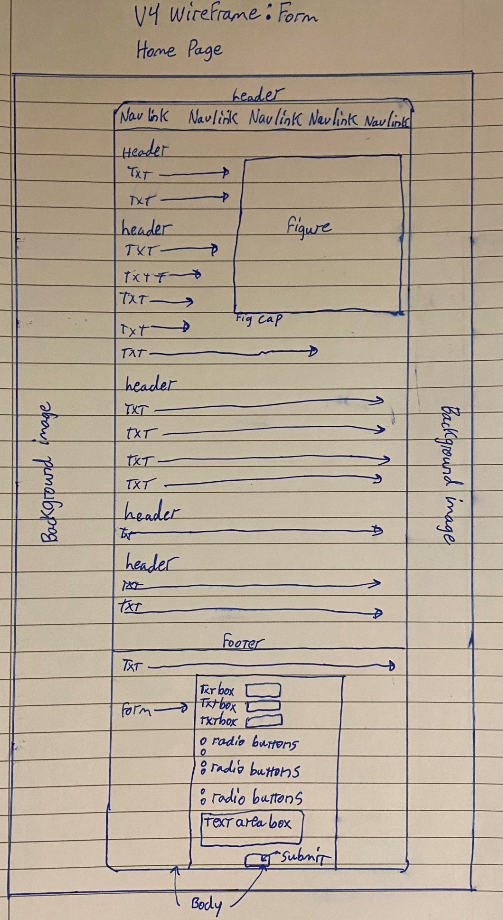 V4 WireFrame: Form
Home Page
header
Navlink Navlink Navlink Navlink Navlink
Header
TXT
TXT
Figure
header
TXT
TXTT
TXT
TXT
Fig cap
TXT
header
TXT
TXT
TXT
TXT
header
TXT
header
TXT
TXT
Footer
TXT
Form
Txt box
Txt box
Txt box
radio buttons
radio buttons
radio buttons
TEXT area box
Submit
Body
Background image
Background image